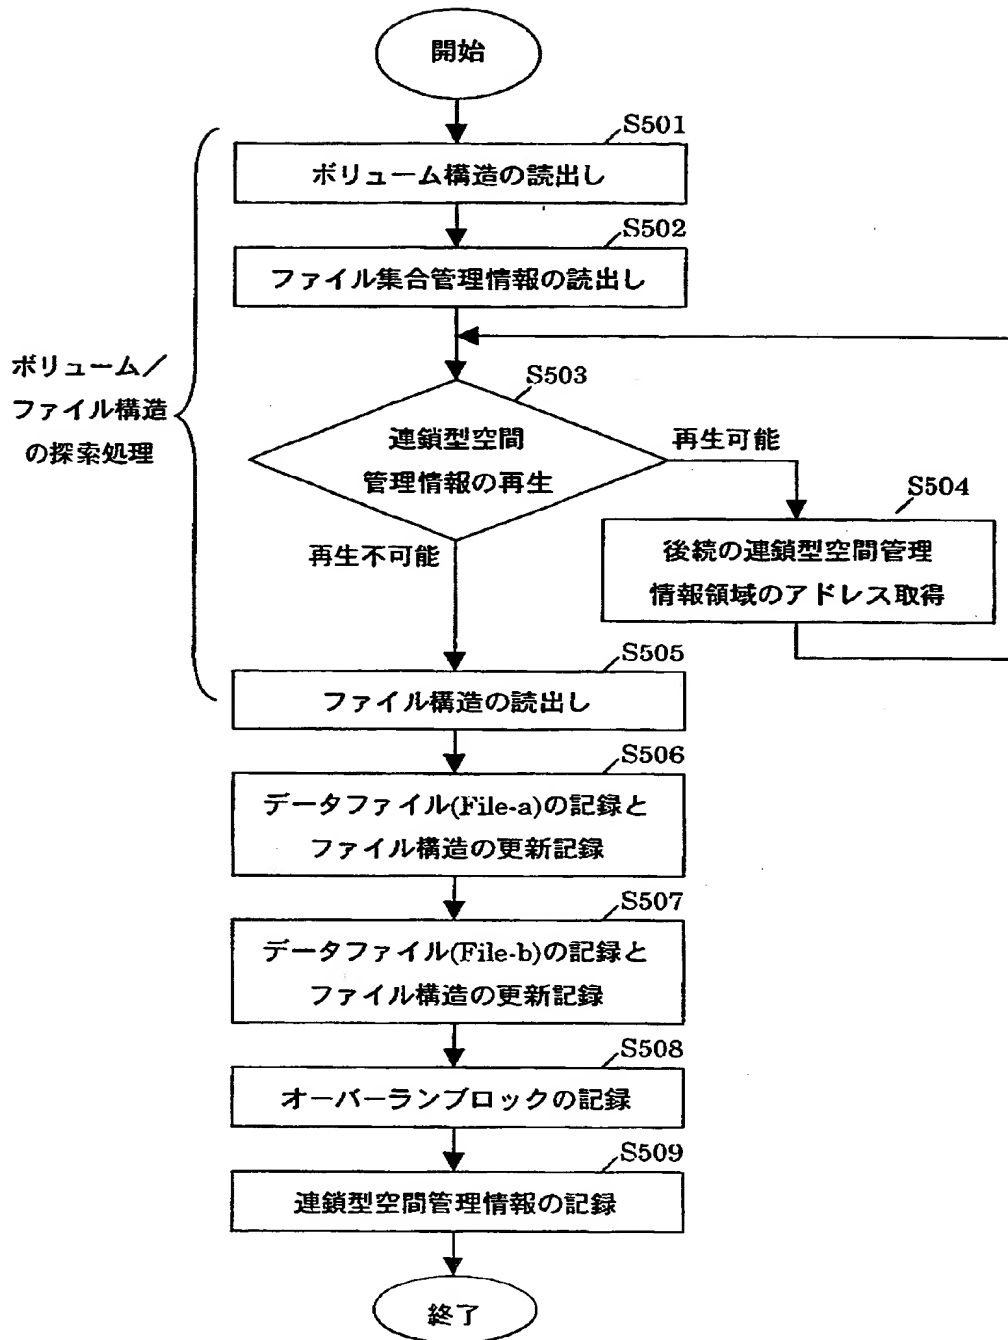 開始
S501
ボリューム構造の読出し
S502
ファイル集合管理情報の読出し
ボリューム/
ファイル構造
の探索処理
S503
連鎖型空間
管理情報の再生
再生可能
再生不可能
S504
後続の連鎖型空間管理
情報領域のアドレス取得
S505
ファイル構造の読出し
S506
データファイル(File-a)の記録と
ファイル構造の更新記録
S507
データファイル(File-b)の記録と
ファイル構造の更新記録
S508
オーバーランブロックの記録
S509
連鎖型空間管理情報の記録
終了